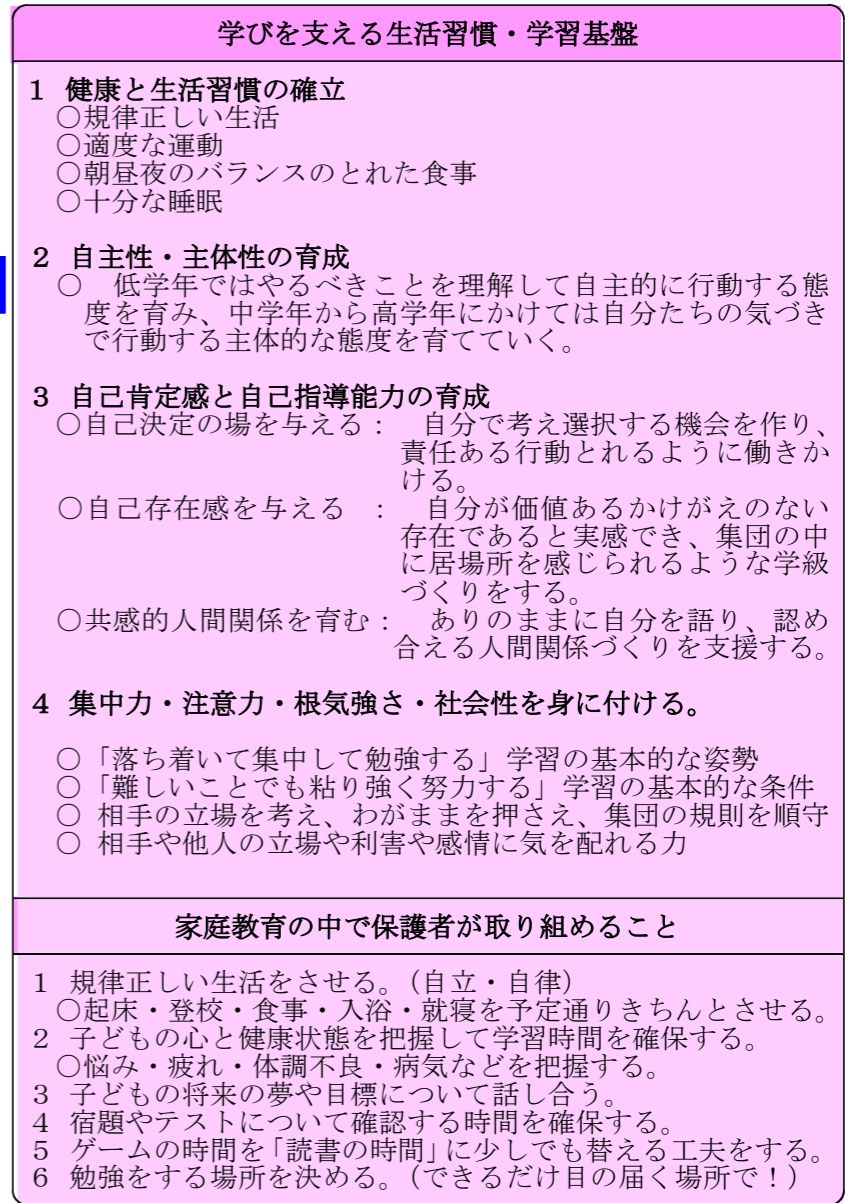 学びを支える生活習慣・学習基盤
1 健康と生活習慣の確立
○規律正しい生活
○適度な運動
○朝昼夜のバランスのとれた食事
○十分な睡眠
2 自主性・主体性の育成
○ 低学年ではやるべきことを理解して自主的に行動する態
度を育み、中学年から高学年にかけては自分たちの気づき
で行動する主体的な態度を育てていく。
3 自己肯定感と自己指導能力の育成
○自己決定の場を与える： 自分で考え選択する機会を作り、
責任ある行動とれるように働きか
ける。
○自己存在感を与える ： 自分が価値あるかけがえのない
存在であると実感でき、集団の中
に居場所を感じられるような学級
づくりをする。
○共感的人間関係を育む： ありのままに自分を語り、認め
合える人間関係づくりを支援する。
4 集中力・注意力・根気強さ・社会性を身に付ける。
○「落ち着いて集中して勉強する」学習の基本的な姿勢
○「難しいことでも粘り強く努力する」学習の基本的な条件
○ 相手の立場を考え、わがままを押さえ、集団の規則を順守
○ 相手や他人の立場や利害や感情に気を配れる力
家庭教育の中で保護者が取り組めること
1 規律正しい生活をさせる。（自立・自律）
○起床・登校・食事・入浴・就寝を予定通りきちんとさせる。
2 子どもの心と健康状態を把握して学習時間を確保する。
○悩み・疲れ・体調不良・病気などを把握する。
3 子どもの将来の夢や目標について話し合う。
4 宿題やテストについて確認する時間を確保する。
5 ゲームの時間を「読書の時間」に少しでも替える工夫をする。
6 勉強をする場所を決める。（できるだけ目の届く場所で！）